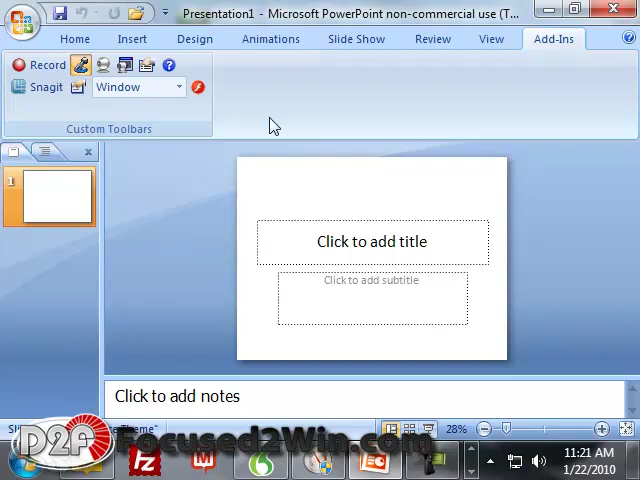 Presentation1 - Microsoft PowerPoint non-commercial use (T...
Home Insert Design Animations Slide Show Review View Add-Ins
Record
Snagit Window
Custom Toolbars
1
Click to add title
Click to add subtitle
Click to add notes
28%
D2F Focused2Win.com
11:21 AM
1/22/2010